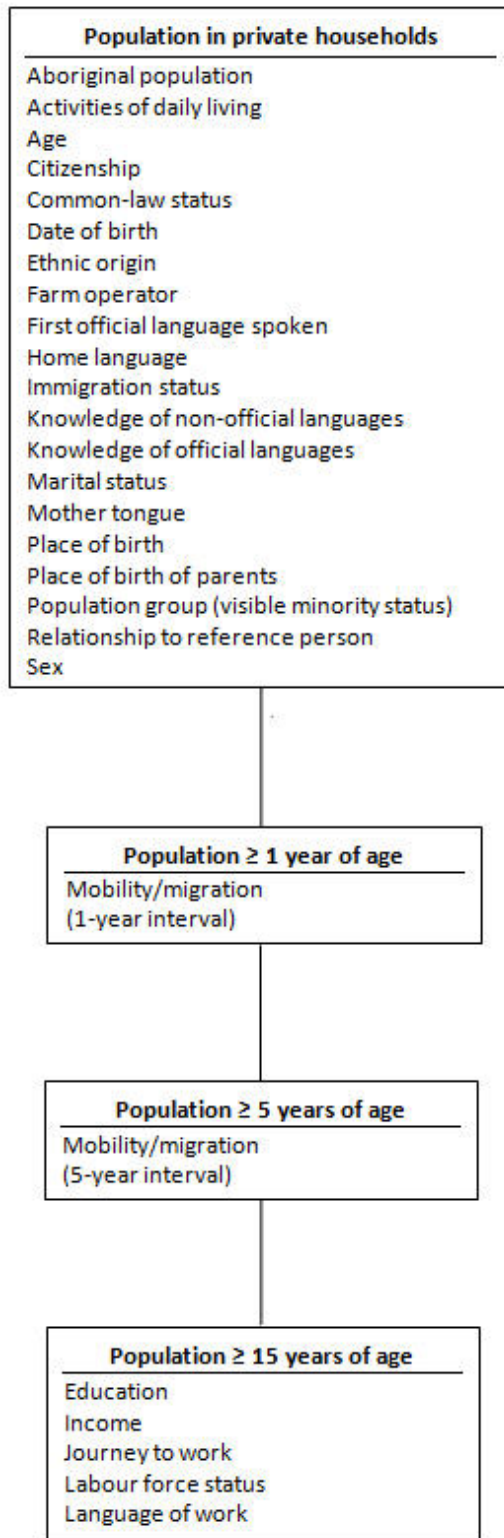 Population in private households
Aboriginal population
Activities of daily living
Age
Citizenship
Common-law status
Date of birth
Ethnic origin
Farm operator
First official language spoken
Home language
Immigration status
Knowledge of non-official languages
Knowledge of official languages
Marital status
Mother tongue
Place of birth
Place of birth of parents
Population group (visible minority status)
Relationship to reference person
Sex
Population ≥ 1 year of age
Mobility/migration
(1-year interval)
Population ≥ 5 years of age
Mobility/migration
(5-year interval)
Population ≥ 15 years of age
Education
Income
Journey to work
Labour force status
Language of work